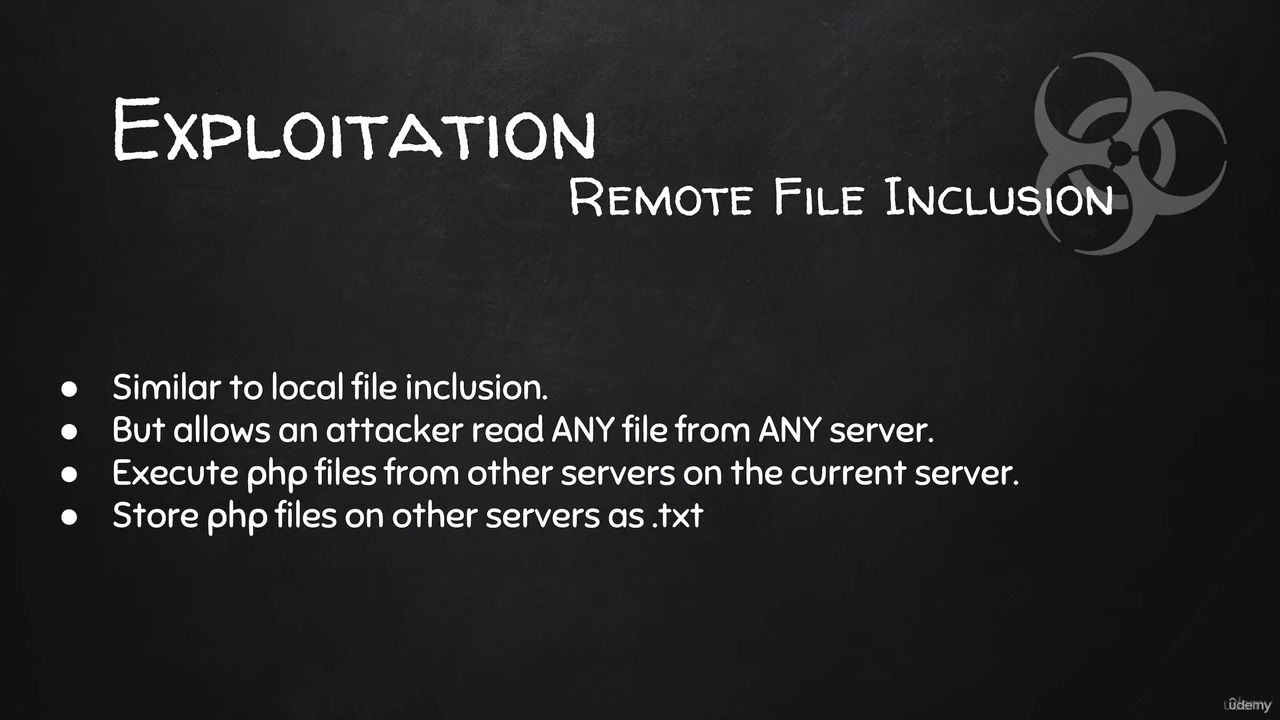 Exploitation
Remote File Inclusion
● Similar to local file inclusion.
● But allows an attacker read ANY file from ANY server.
● Execute php files from other servers on the current server.
● Store php files on other servers as .txt
ûdemy